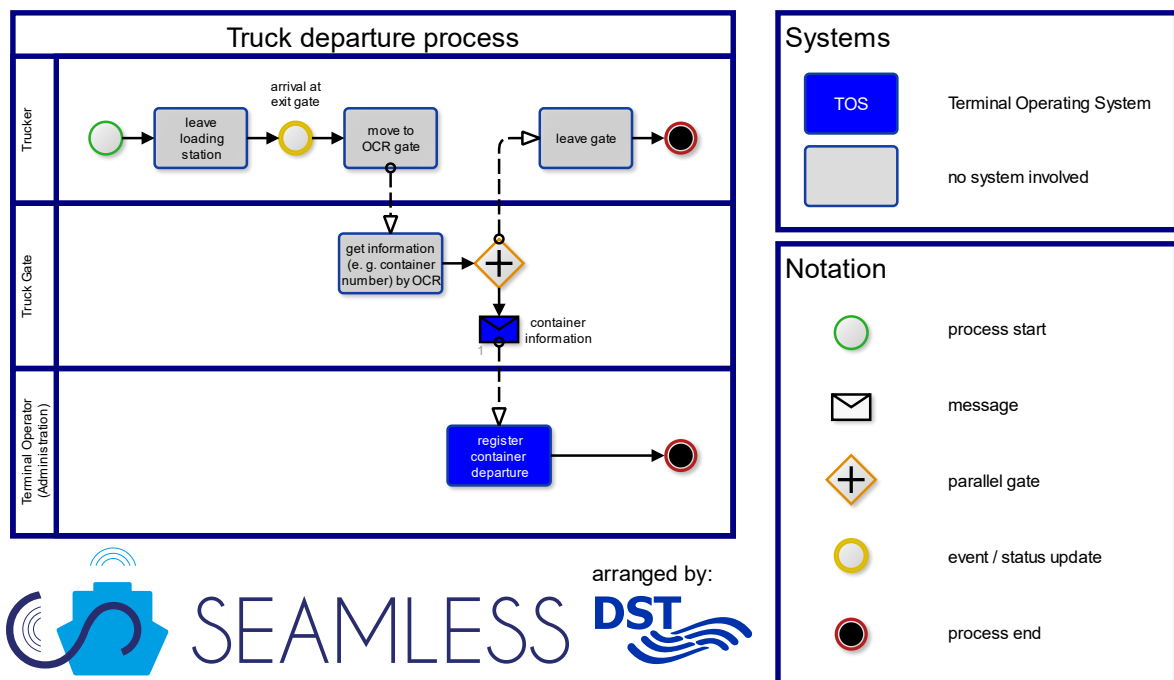 Truck departure process
Trucker
arrival at
exit gate
leave
loading
station
move to
OCR gate
leave gate
Truck Gate
get information
(e. g. container
number) by OCR
container
information
1
Terminal Operator
(Administration)
register
container
departure
Systems
TOS
Terminal Operating System
no system involved
Notation
process start
message
parallel gate
event / status update
process end
SEAMLESS
arranged by:
DST